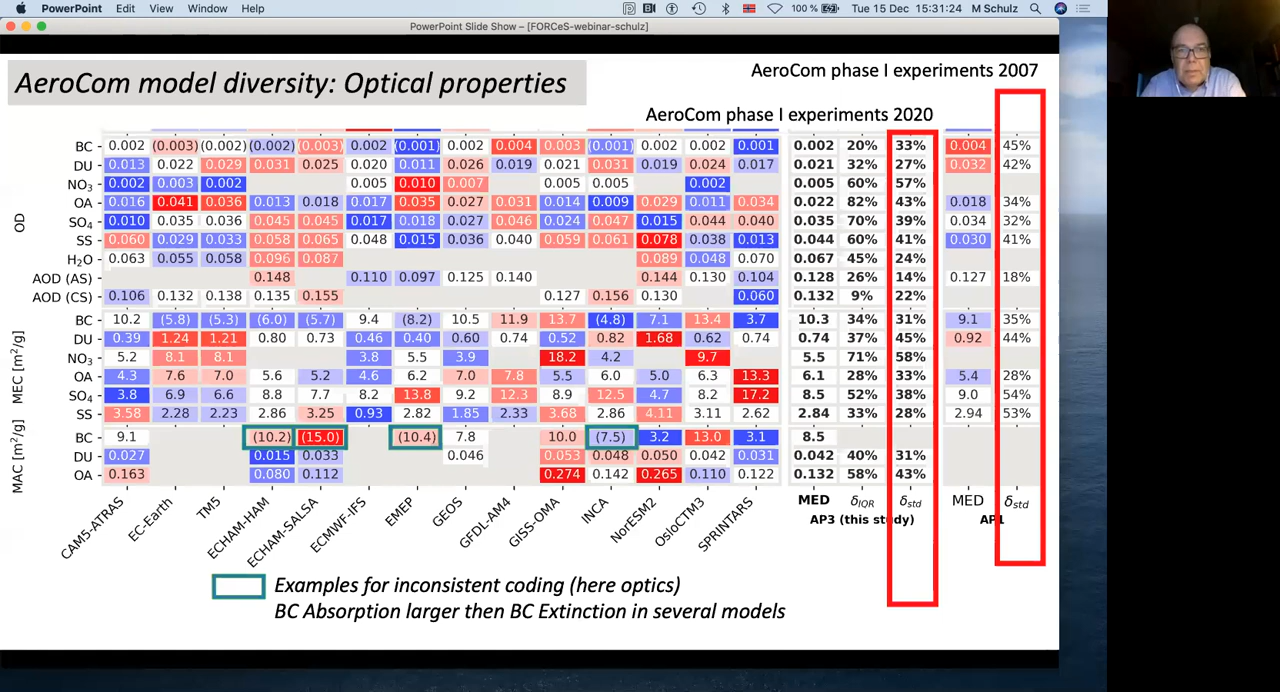 PowerPoint Edit View Window Help 100 % Tue 15 Dec 15:31:24 M Schulz
PowerPoint Slide Show - [FORCeS-webinar-schulz]
AeroCom model diversity: Optical properties
AeroCom phase I experiments 2007
AeroCom phase I experiments 2020
OD
BC 0.002 (0.003) (0.002) (0.002) (0.003) 0.002 (0.001) 0.002 0.004 0.003 (0.001) 0.002 0.002 0.001 0.002 20% 33% 0.004 45%
DU 0.013 0.022 0.029 0.031 0.025 0.020 0.011 0.026 0.019 0.021 0.031 0.019 0.024 0.017 0.021 32% 27% 0.032 42%
NO₃ 0.002 0.003 0.002 0.005 0.010 0.007 0.005 0.005 0.002 0.005 60% 57%
OA 0.016 0.041 0.036 0.013 0.018 0.017 0.035 0.027 0.031 0.014 0.009 0.029 0.011 0.034 0.022 82% 43% 0.018 34%
SO₄ 0.010 0.035 0.036 0.045 0.045 0.017 0.018 0.027 0.046 0.024 0.047 0.015 0.044 0.040 0.035 70% 39% 0.034 32%
SS 0.060 0.029 0.033 0.058 0.065 0.048 0.015 0.036 0.040 0.059 0.061 0.078 0.038 0.013 0.044 60% 41% 0.030 41%
H₂O 0.063 0.055 0.058 0.096 0.087 0.089 0.048 0.070 0.067 45% 24%
AOD (AS) 0.148 0.110 0.097 0.125 0.140 0.144 0.130 0.104 0.128 26% 14% 0.127 18%
AOD (CS) 0.106 0.132 0.138 0.135 0.155 0.127 0.156 0.130 0.060 0.132 9% 22%
MEC [m²/g]
BC 10.2 (5.8) (5.3) (6.0) (5.7) 9.4 (8.2) 10.5 11.9 13.7 (4.8) 7.1 13.4 3.7 10.3 34% 31% 9.1 35%
DU 0.39 1.24 1.21 0.80 0.73 0.46 0.40 0.60 0.74 0.52 0.82 1.68 0.62 0.74 0.74 37% 45% 0.92 44%
NO₃ 5.2 8.1 8.1 3.8 5.5 3.9 18.2 4.2 9.7 5.5 71% 58%
OA 4.3 7.6 7.0 5.6 5.2 4.6 6.2 7.0 7.8 5.5 6.0 5.0 6.3 13.3 6.1 28% 33% 5.4 28%
SO₄ 3.8 6.9 6.6 8.8 7.7 8.2 13.8 9.2 12.3 8.9 12.5 4.7 8.2 17.2 8.5 52% 38% 9.0 54%
SS 3.58 2.28 2.23 2.86 3.25 0.93 2.82 1.85 2.33 3.68 2.86 4.11 3.11 2.62 2.84 33% 28% 2.94 53%
MAC [m²/g]
BC 9.1 (10.2) (15.0) (10.4) 7.8 10.0 (7.5) 3.2 13.0 3.1 8.5
DU 0.027 0.015 0.033 0.046 0.053 0.048 0.050 0.042 0.031 0.042 40% 31%
OA 0.163 0.080 0.112 0.274 0.142 0.265 0.110 0.122 0.132 58% 43%
CAM5-ATRAS EC-Earth TM5 ECHAM-HAM ECHAM-SALSA ECMWF-IFS EMEP GEOS GFDL-AM4 GISS-OMA INCA NorESM2 OsloCTM3 SPRINTARS MED δIQR δstd MED δstd
AP3 (this study) AP1
Examples for inconsistent coding (here optics)
BC Absorption larger then BC Extinction in several models